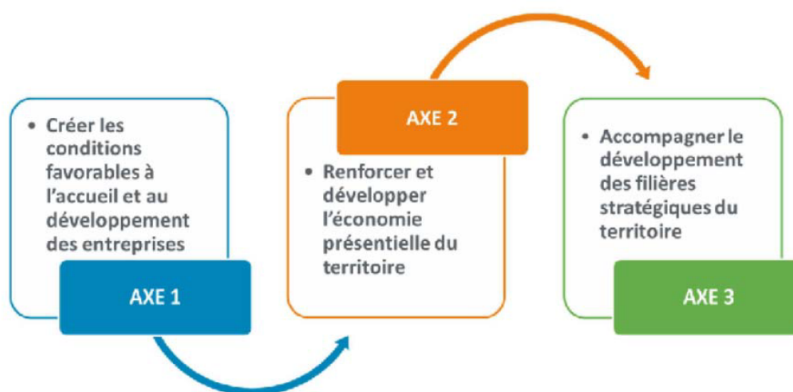 • Créer les
conditions
favorables à
l'accueil et au
développement
des entreprises
AXE 1
AXE 2
• Renforcer et
développer
l'économie
présentielle du
territoire
• Accompagner le
développement
des filières
stratégiques du
territoire
AXE 3